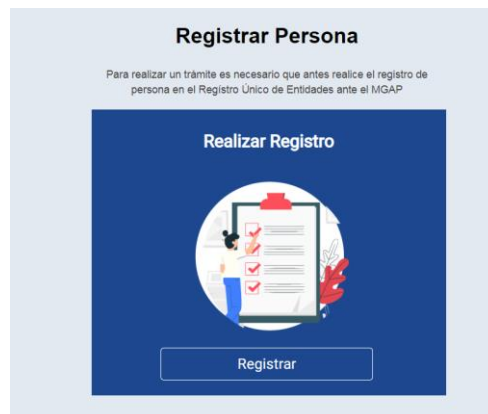 Registrar Persona
Para realizar un trámite es necesario que antes realice el registro de
persona en el Registro Único de Entidades ante el MGAP
Realizar Registro
Registrar